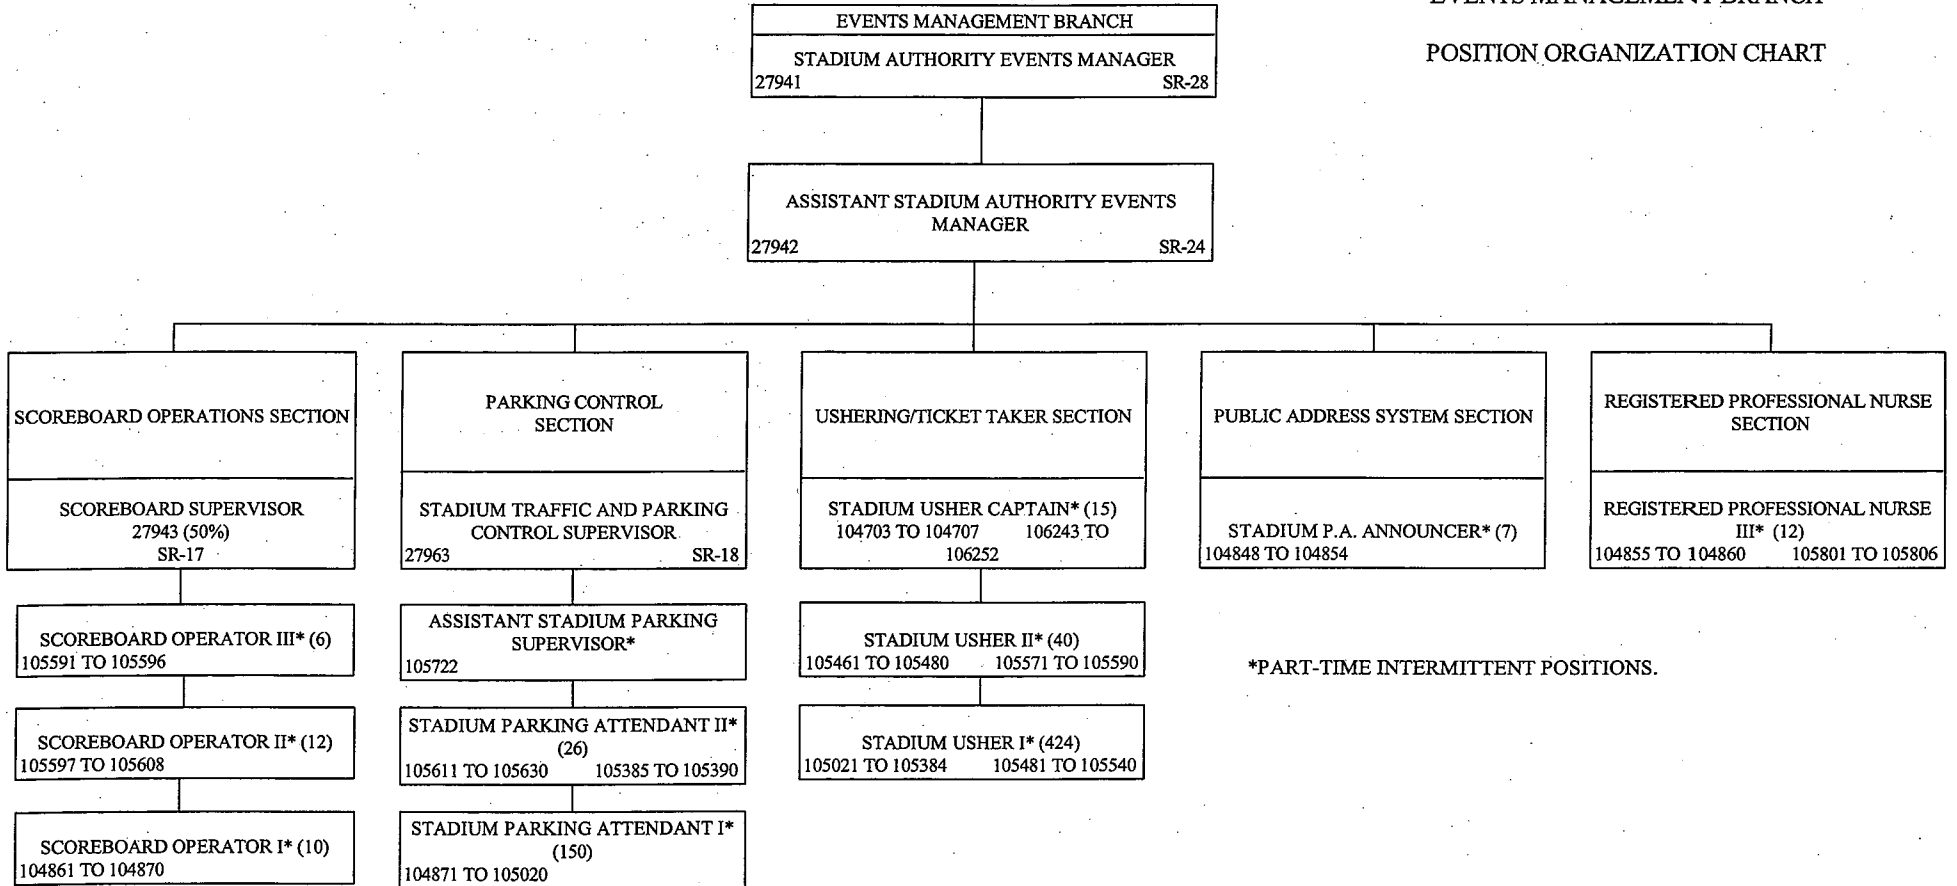 EVENTS MANAGEMENT BRANCH
POSITION ORGANIZATION CHART
EVENTS MANAGEMENT BRANCH
STADIUM AUTHORITY EVENTS MANAGER
27941 SR-28
ASSISTANT STADIUM AUTHORITY EVENTS
MANAGER
27942 SR-24
SCOREBOARD OPERATIONS SECTION
SCOREBOARD SUPERVISOR
27943 (50%)
SR-17
SCOREBOARD OPERATOR III* (6)
105591 TO 105596
SCOREBOARD OPERATOR II* (12)
105597 TO 105608
SCOREBOARD OPERATOR I* (10)
104861 TO 104870
PARKING CONTROL
SECTION
STADIUM TRAFFIC AND PARKING
CONTROL SUPERVISOR
27963 SR-18
ASSISTANT STADIUM PARKING
SUPERVISOR*
105722
STADIUM PARKING ATTENDANT II*
(26)
105611 TO 105630 105385 TO 105390
STADIUM PARKING ATTENDANT I*
(150)
104871 TO 105020
USHERING/TICKET TAKER SECTION
STADIUM USHER CAPTAIN* (15)
104703 TO 104707 106243 TO
106252
STADIUM USHER II* (40)
105461 TO 105480 105571 TO 105590
STADIUM USHER I* (424)
105021 TO 105384 105481 TO 105540
PUBLIC ADDRESS SYSTEM SECTION
STADIUM P.A. ANNOUNCER* (7)
104848 TO 104854
REGISTERED PROFESSIONAL NURSE
SECTION
REGISTERED PROFESSIONAL NURSE
III* (12)
104855 TO 104860 105801 TO 105806
*PART-TIME INTERMITTENT POSITIONS.